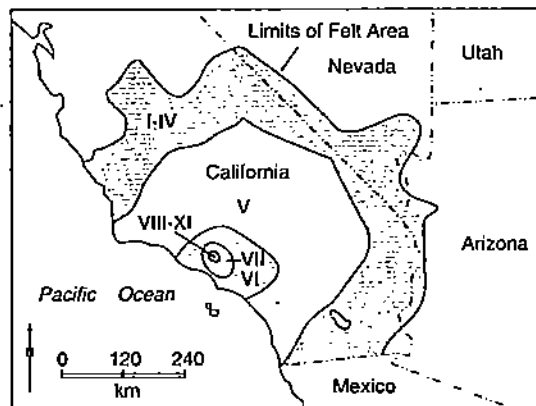 Limits of Felt Area
Nevada
Utah
I-IV
California
V
VIII-XI
VII
VI
Arizona
Pacific Ocean
0 120 240
km
Mexico